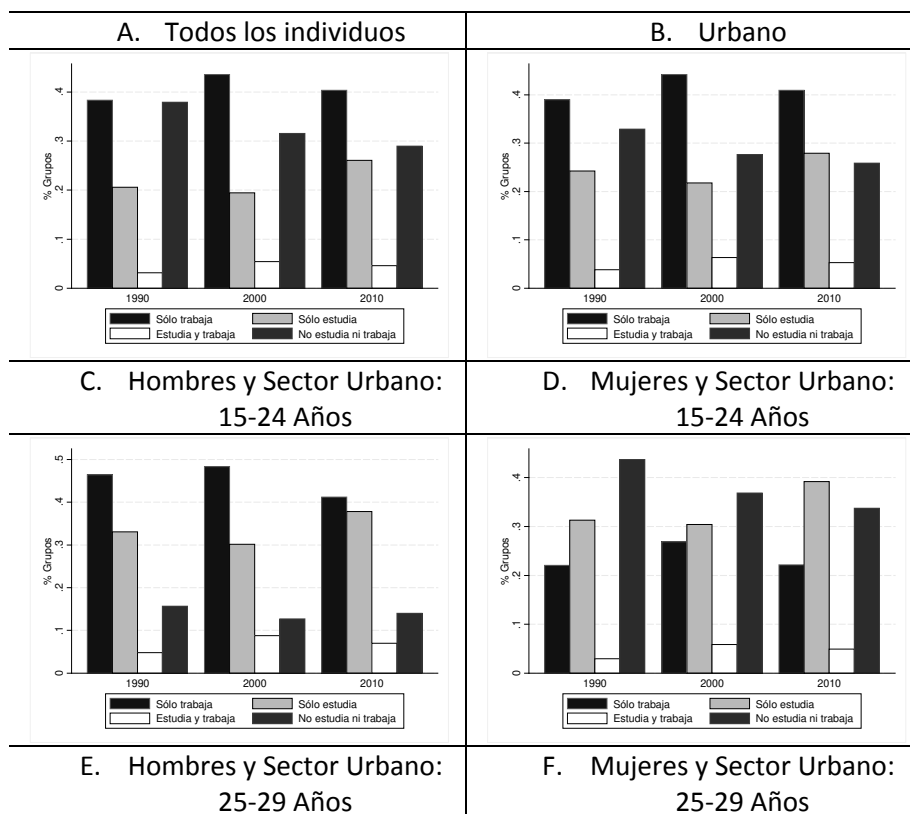 A. Todos los individuos
B. Urbano
% Grupos
0 .1 .2 .3 .4
1990 2000 2010
Sólo trabaja Sólo estudia
Estudia y trabaja No estudia ni trabaja
% Grupos
0 .1 .2 .3 .4
1990 2000 2010
Sólo trabaja Sólo estudia
Estudia y trabaja No estudia ni trabaja
C. Hombres y Sector Urbano:
15-24 Años
D. Mujeres y Sector Urbano:
15-24 Años
% Grupos
0 .1 .2 .3 .4 .5
1990 2000 2010
Sólo trabaja Sólo estudia
Estudia y trabaja No estudia ni trabaja
% Grupos
0 .1 .2 .3 .4
1990 2000 2010
Sólo trabaja Sólo estudia
Estudia y trabaja No estudia ni trabaja
E. Hombres y Sector Urbano:
25-29 Años
F. Mujeres y Sector Urbano:
25-29 Años